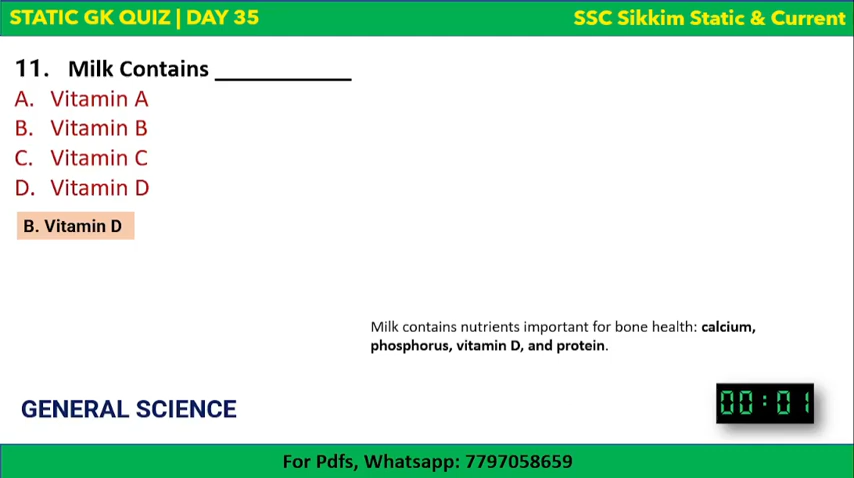 STATIC GK QUIZ | DAY 35
SSC Sikkim Static & Current
11. Milk Contains ___________
A. Vitamin A
B. Vitamin B
C. Vitamin C
D. Vitamin D
B. Vitamin D
Milk contains nutrients important for bone health: calcium,
phosphorus, vitamin D, and protein.
GENERAL SCIENCE
00:01
For Pdfs, Whatsapp: 7797058659